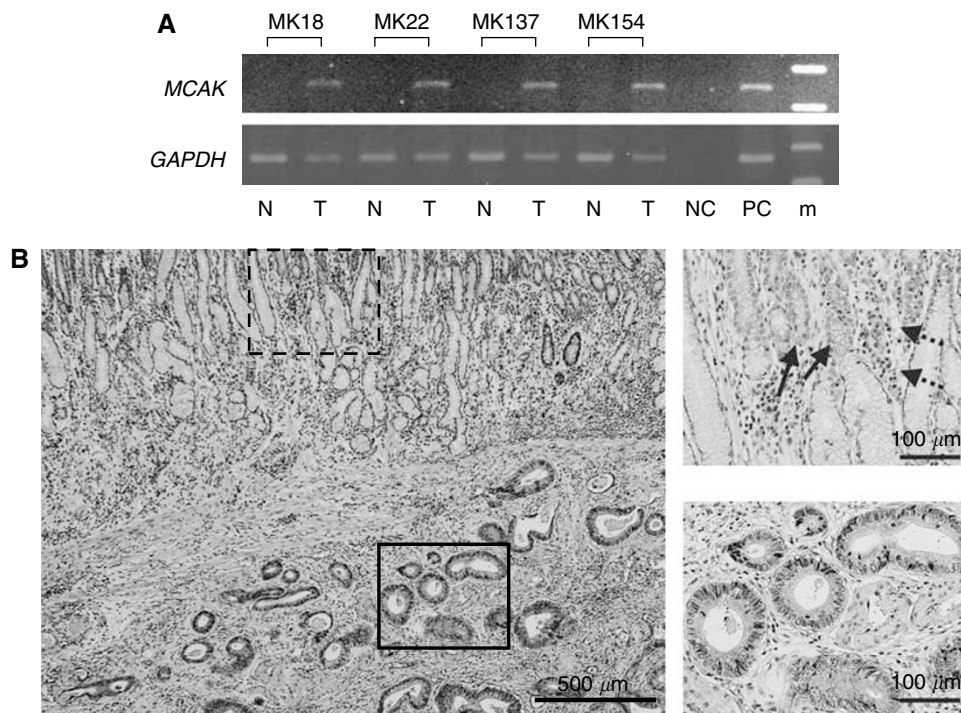 A
MK18 MK22 MK137 MK154
MCAK
GAPDH
N T N T N T N T NC PC m
B
100 μm
500 μm
100 μm